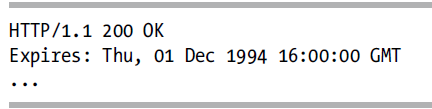 HTTP/1.1 200 OK
Expires: Thu, 01 Dec 1994 16:00:00 GMT
...